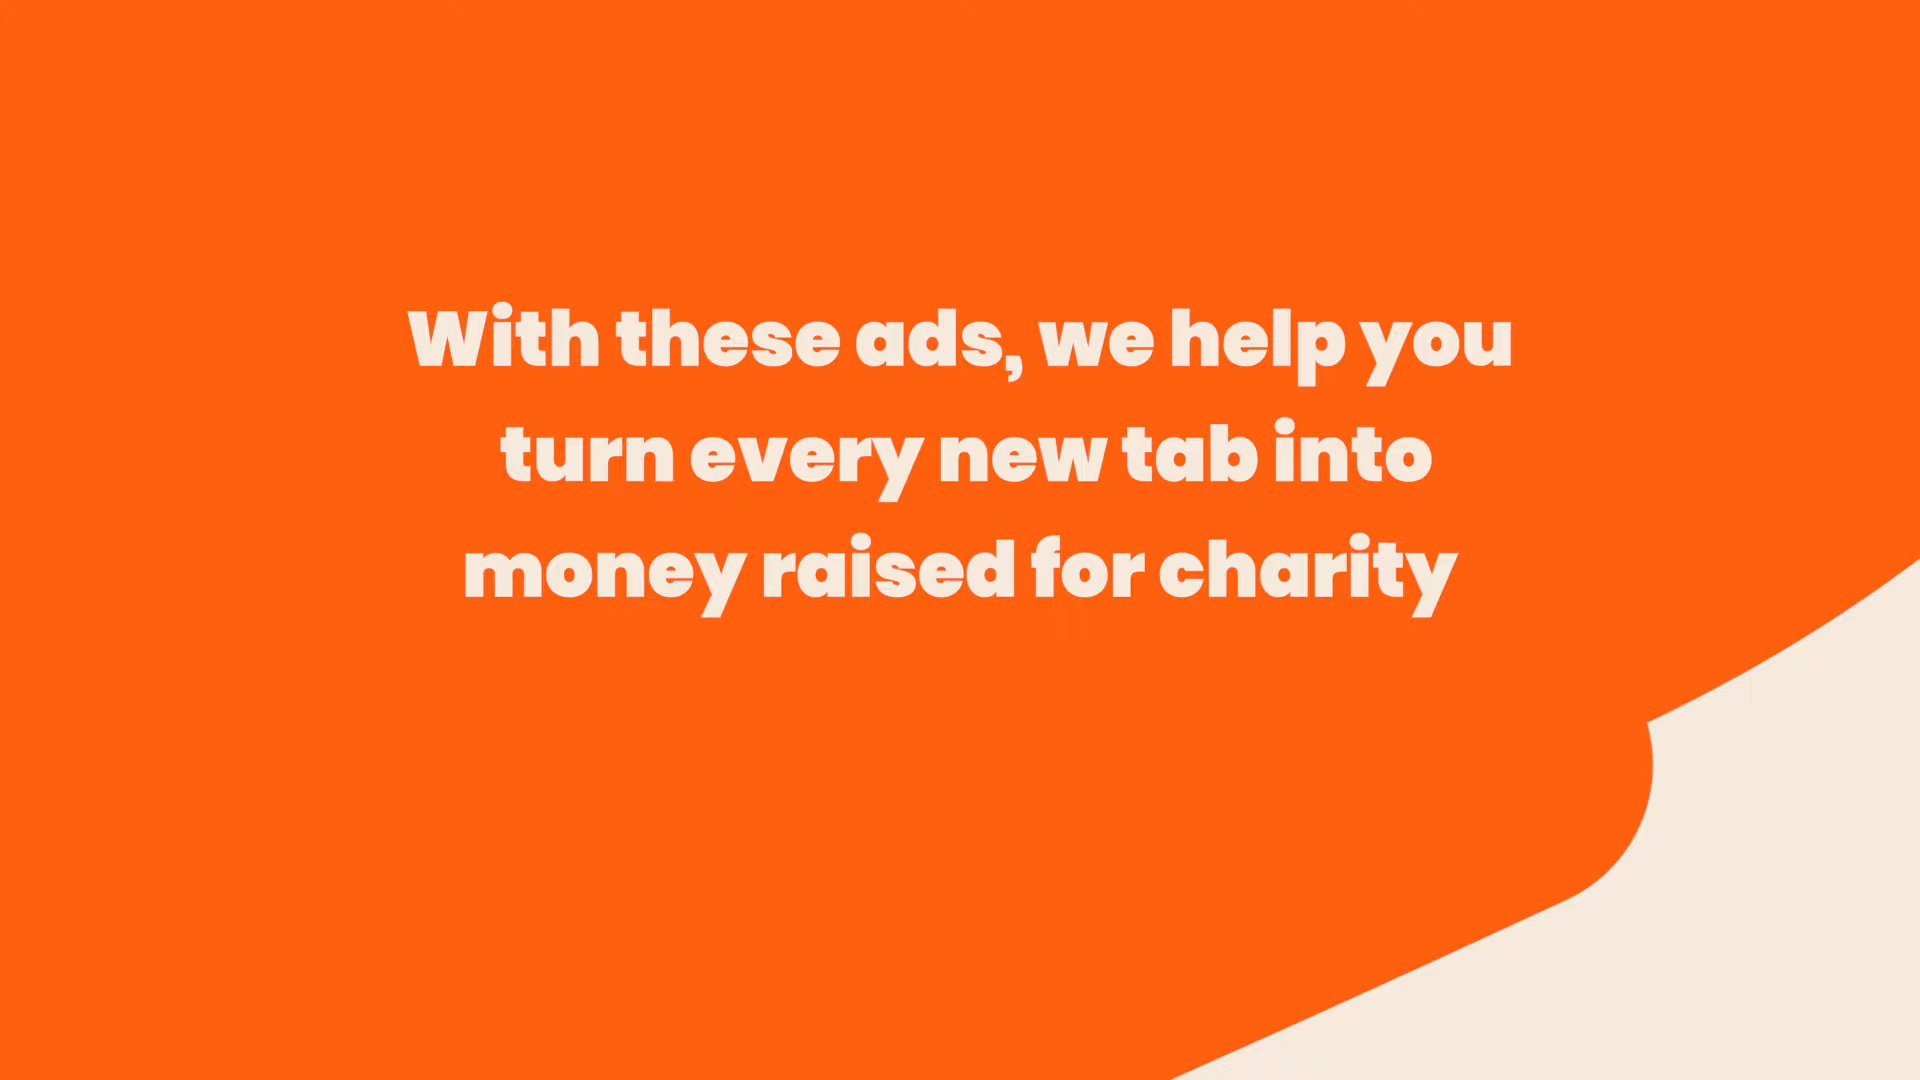 With these ads, we help you
turn every new tab into
money raised for charity